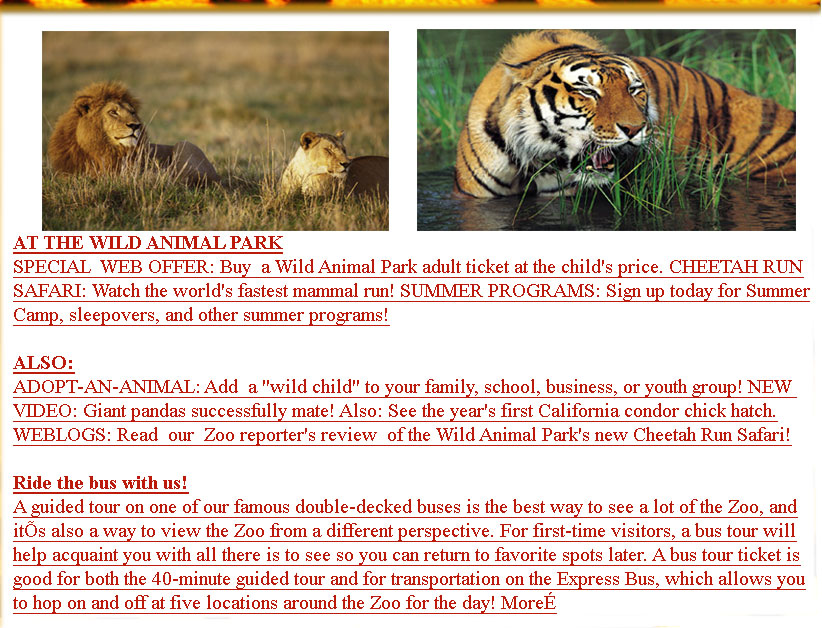 AT THE WILD ANIMAL PARK
SPECIAL  WEB OFFER: Buy  a Wild Animal Park adult ticket at the child's price. CHEETAH RUN
SAFARI: Watch the world's fastest mammal run! SUMMER PROGRAMS: Sign up today for Summer
Camp, sleepovers, and other summer programs!
ALSO:
ADOPT-AN-ANIMAL: Add  a "wild child" to your family, school, business, or youth group! NEW
VIDEO: Giant pandas successfully mate! Also: See the year's first California condor chick hatch.
WEBLOGS: Read  our  Zoo reporter's review  of the Wild Animal Park's new Cheetah Run Safari!
Ride the bus with us!
A guided tour on one of our famous double-decked buses is the best way to see a lot of the Zoo, and
itÕs also a way to view the Zoo from a different perspective. For first-time visitors, a bus tour will
help acquaint you with all there is to see so you can return to favorite spots later. A bus tour ticket is
good for both the 40-minute guided tour and for transportation on the Express Bus, which allows you
to hop on and off at five locations around the Zoo for the day! MoreÉ